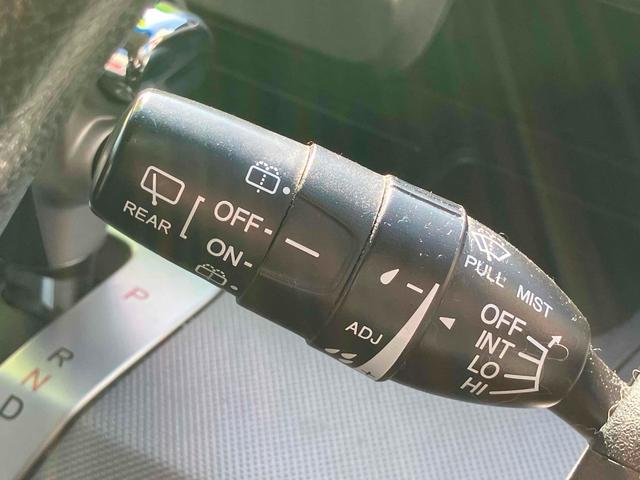 REAR
OFF
ON
ADJ
PULL MIST
OFF
INT
LO
HI
P
R
N
D